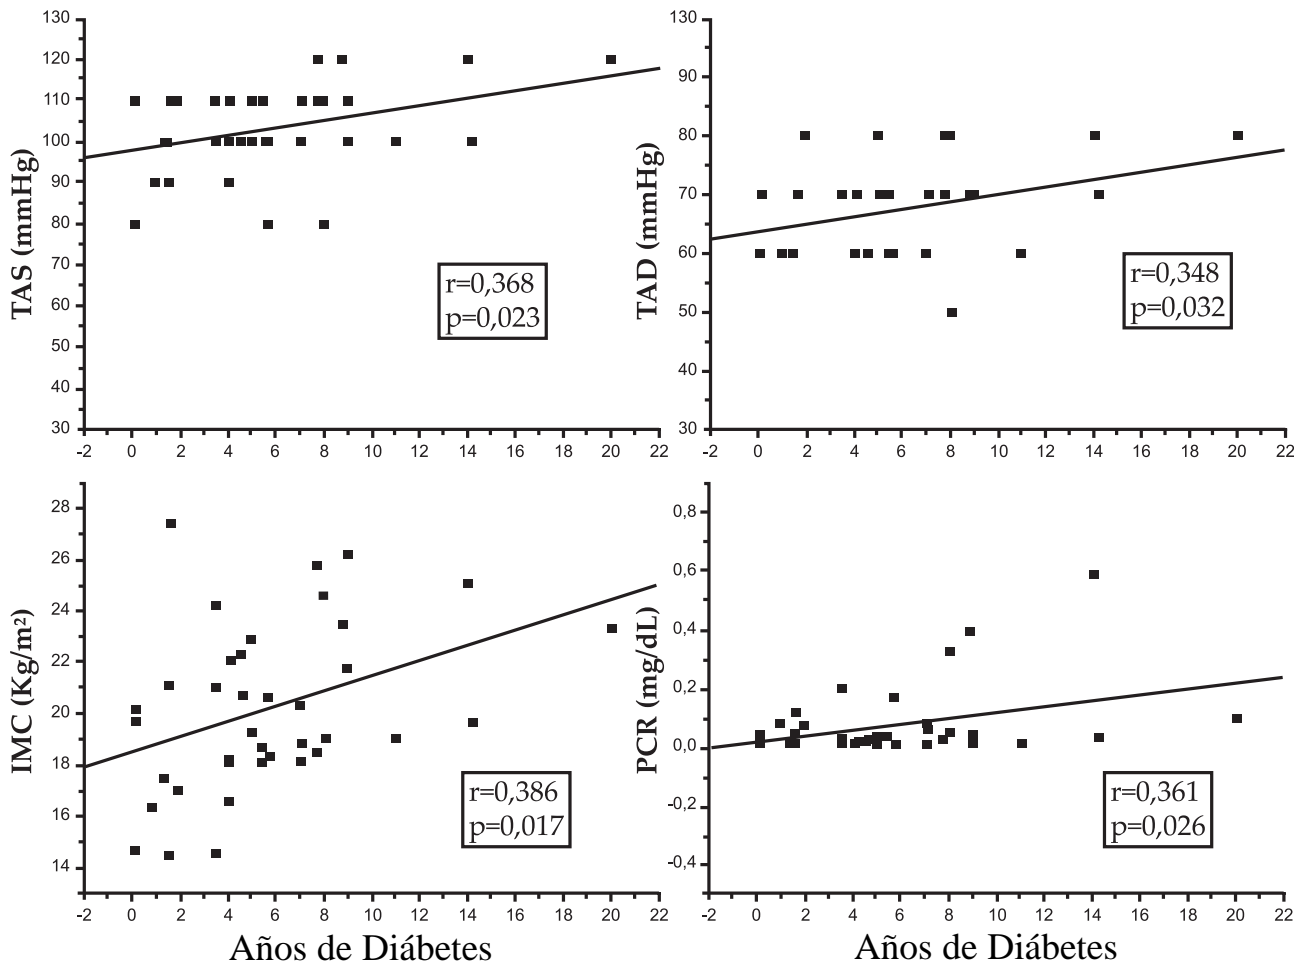 130
120
110
100
90
80
70
60
50
40
30
TAS (mmHg)
r=0,368
p=0,023
-2 0 2 4 6 8 10 12 14 16 18 20 22
130
90
80
70
60
50
40
30
TAD (mmHg)
r=0,348
p=0,032
-2 0 2 4 6 8 10 12 14 16 18 20 22
28
26
24
22
20
18
16
14
IMC (Kg/m²)
r=0,386
p=0,017
-2 0 2 4 6 8 10 12 14 16 18 20 22
Años de Diábetes
0,8
0,6
0,4
0,2
0,0
-0,2
-0,4
PCR (mg/dL)
r=0,361
p=0,026
-2 0 2 4 6 8 10 12 14 16 18 20 22
Años de Diábetes